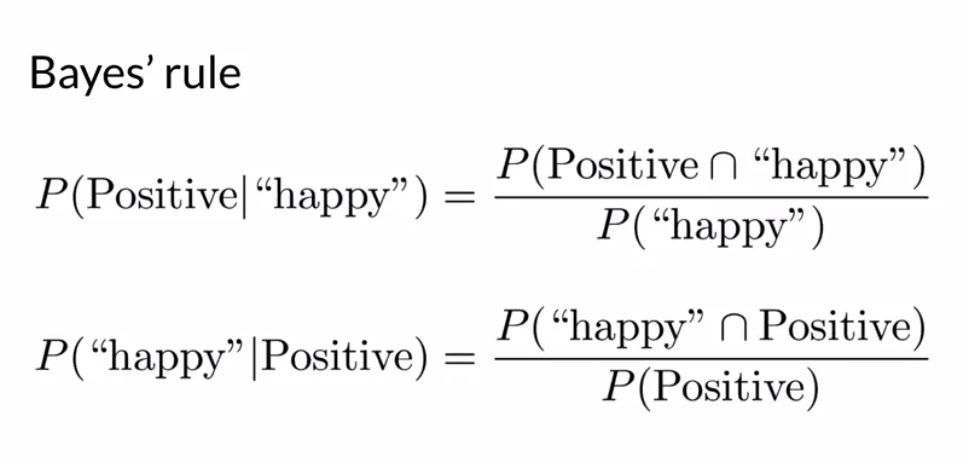 Bayes’ rule
P(Positive|“happy”) = P(Positive ∩ “happy”) / P(“happy”)
P(“happy”|Positive) = P(“happy” ∩ Positive) / P(Positive)